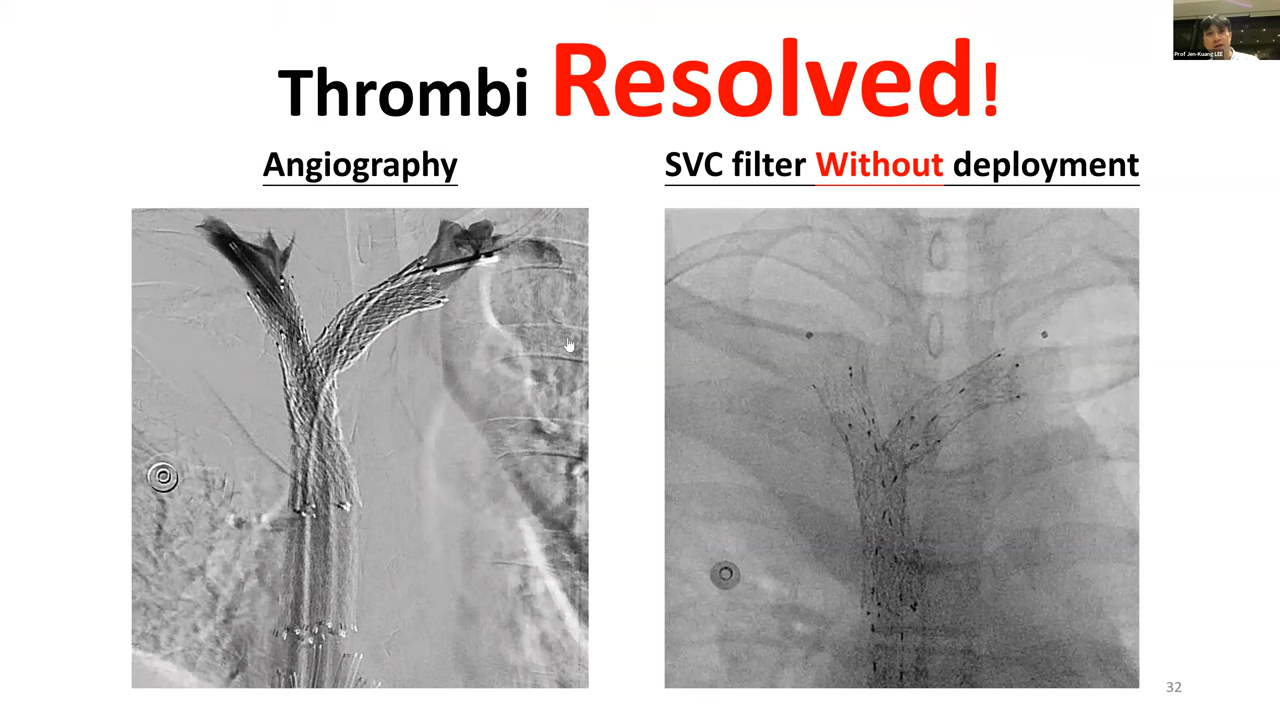 Prof Jen-Kuang LEE
Thrombi Resolved!
Angiography
SVC filter Without deployment
32